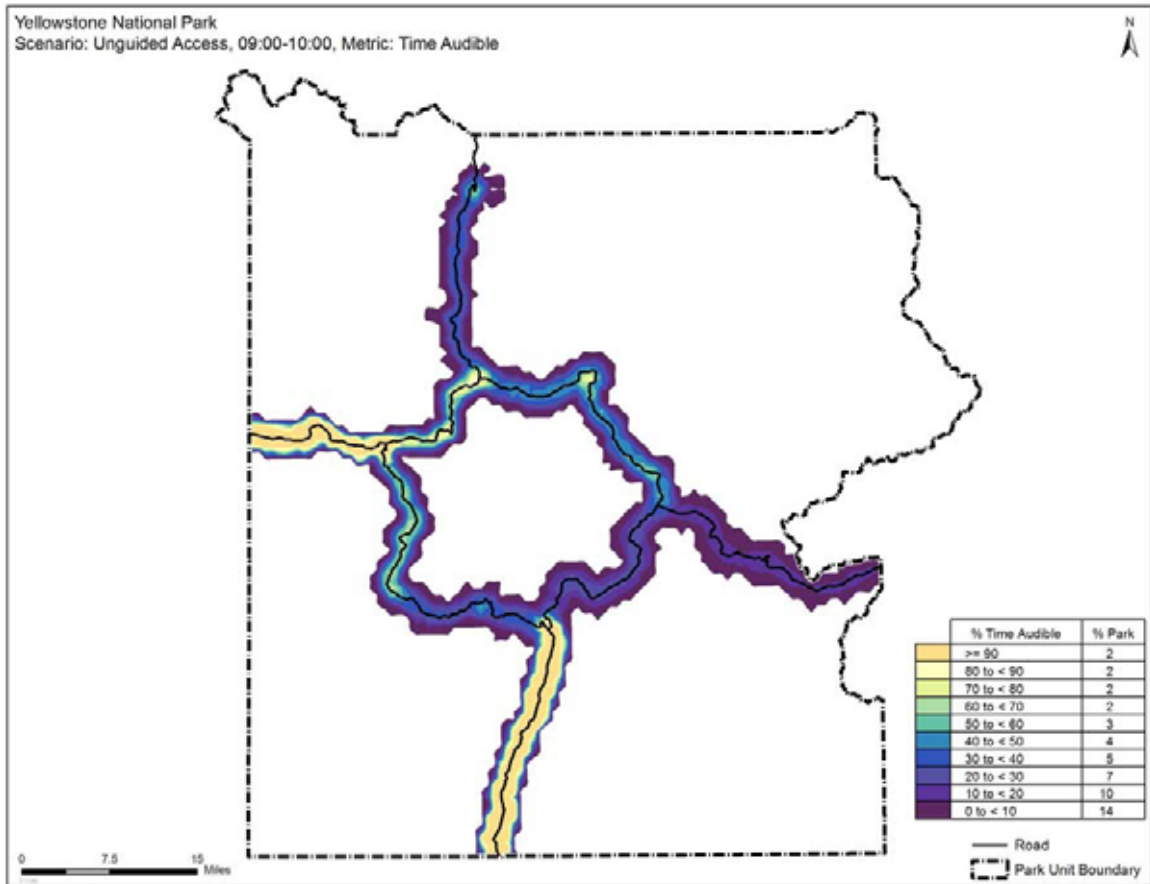 Yellowstone National Park
Scenario: Unguided Access, 09:00-10:00, Metric: Time Audible
N
% Time Audible % Park
>= 90 2
80 to < 90 2
70 to < 80 2
60 to < 70 2
50 to < 60 3
40 to < 50 4
30 to < 40 5
20 to < 30 7
10 to < 20 10
0 to < 10 14
Road
Park Unit Boundary
0 7.5 15
Miles